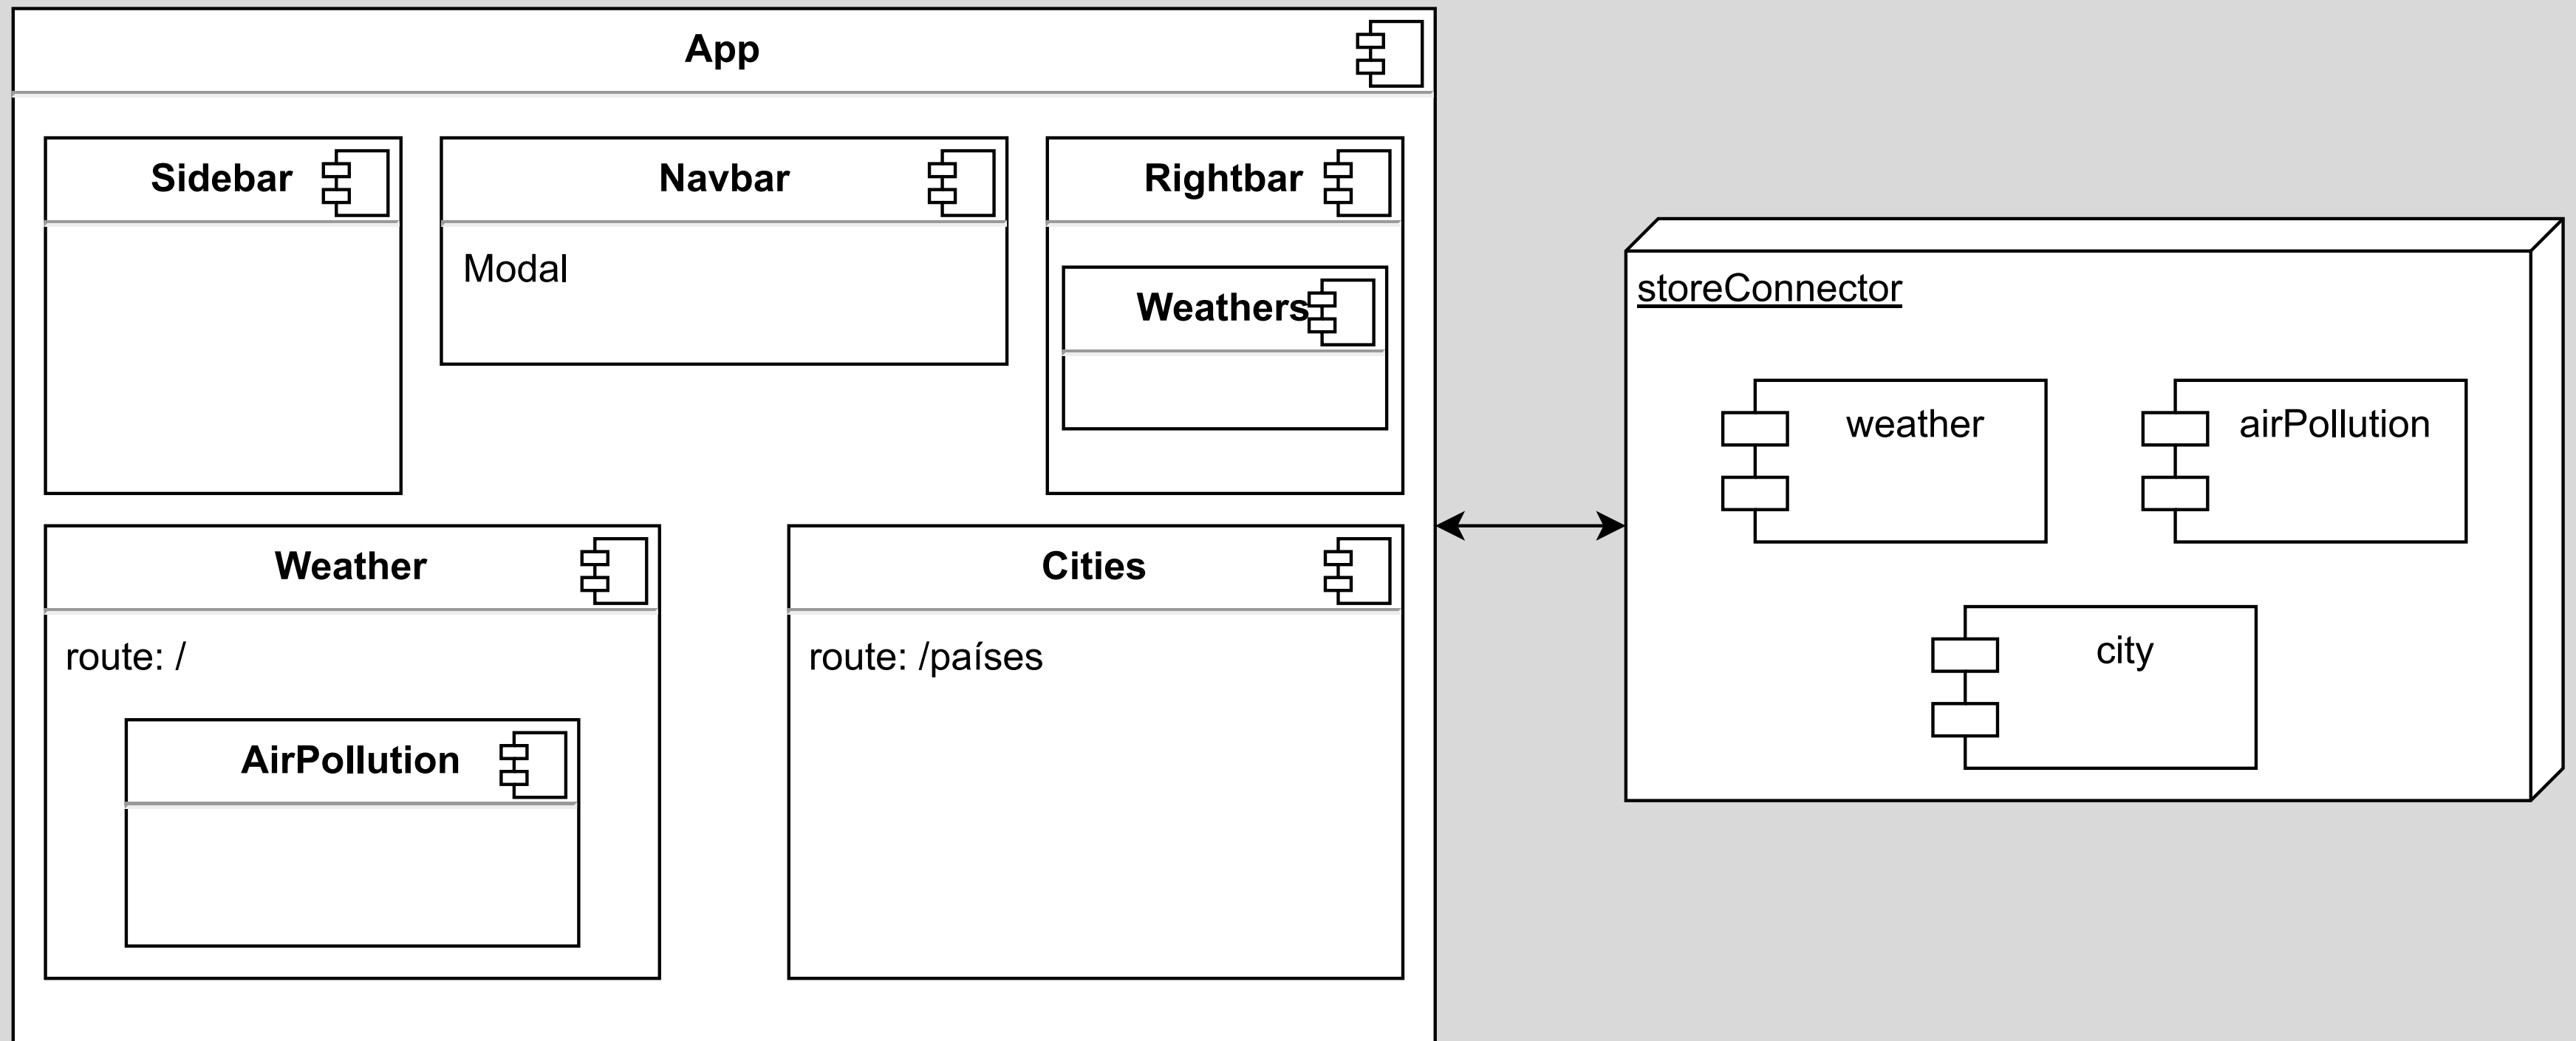 App
Sidebar
Navbar
Rightbar
Modal
Weathers
storeConnector
weather
airPollution
city
Weather
Cities
route: /
route: /países
AirPollution